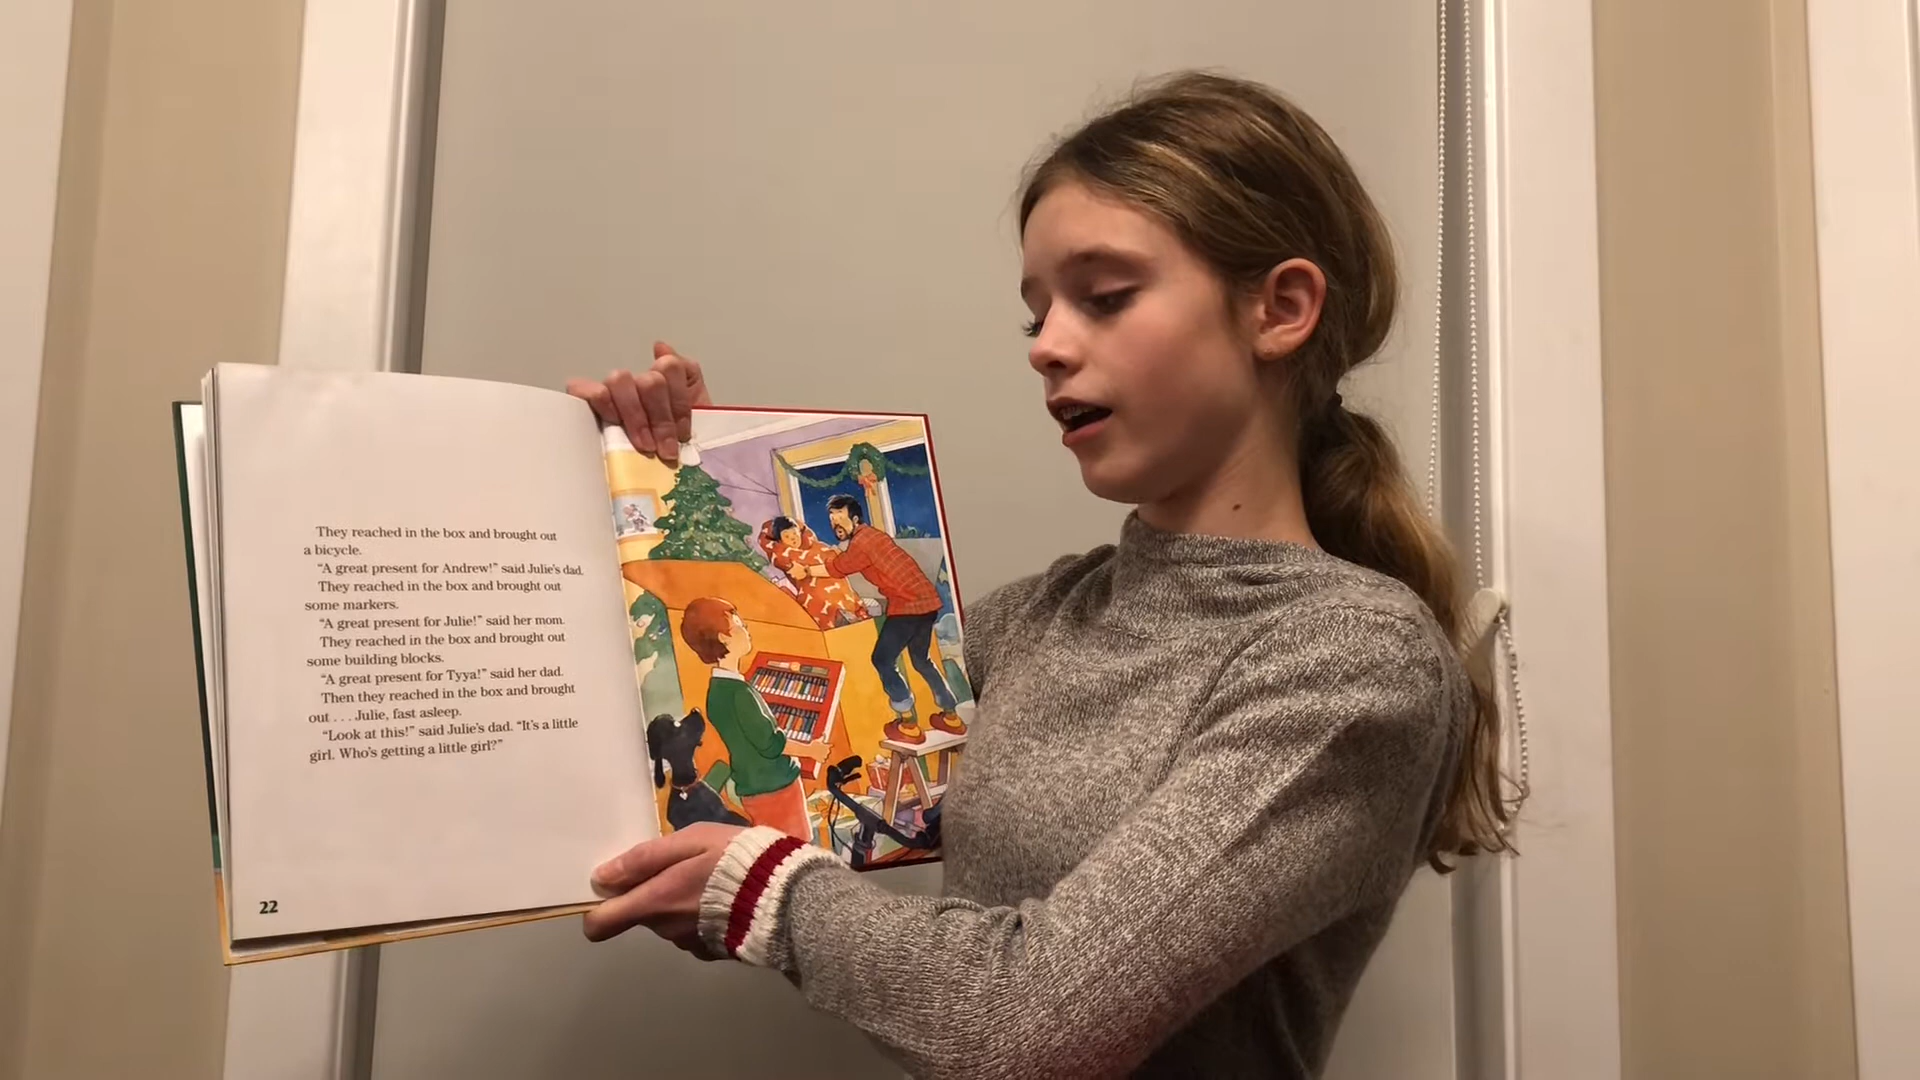 They reached in the box and brought out
a bicycle.
“A great present for Andrew!” said Julie's dad.
They reached in the box and brought out
some markers.
“A great present for Julie!” said her mom.
They reached in the box and brought out
some building blocks.
“A great present for Tyya!” said her dad.
Then they reached in the box and brought
out . . . Julie, fast asleep.
“Look at this!” said Julie's dad. “It's a little
girl. Who's getting a little girl?”
22